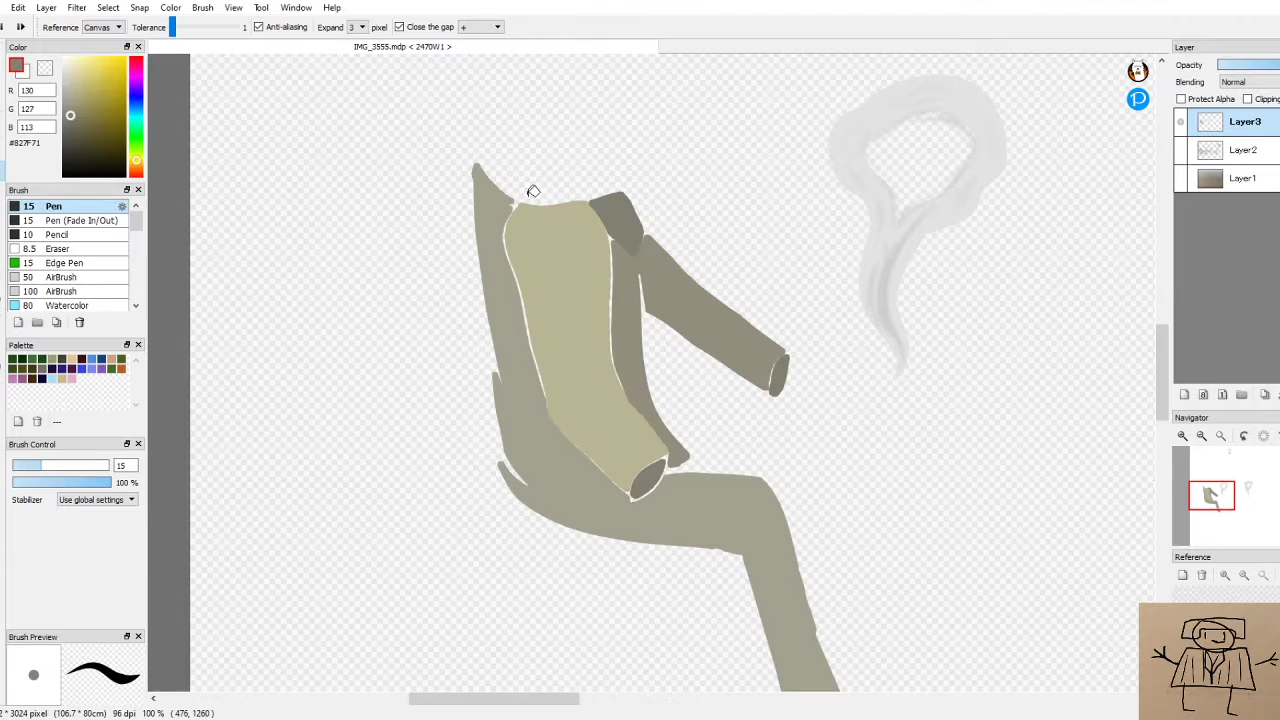 Edit Layer Filter Select Snap Color Brush View Tool Window Help
Reference Canvas Tolerance 1 Anti-aliasing Expand 3 pixel Close the gap +
IMG_3555.mdp < 2470W1 >
Color
R 130
G 127
B 113
#827F71
Brush
15 Pen
15 Pen (Fade In/Out)
10 Pencil
8.5 Eraser
15 Edge Pen
50 AirBrush
100 AirBrush
80 Watercolor
Palette
---
Brush Control
15
100 %
Stabilizer Use global settings
Brush Preview
2 * 3024 pixel (106.7 * 80cm) 96 dpi 100 % ( 476, 1260 )
Layer
Opacity
Blending Normal
Protect Alpha Clipping
Layer3
Layer2
Layer1
Navigator
Reference